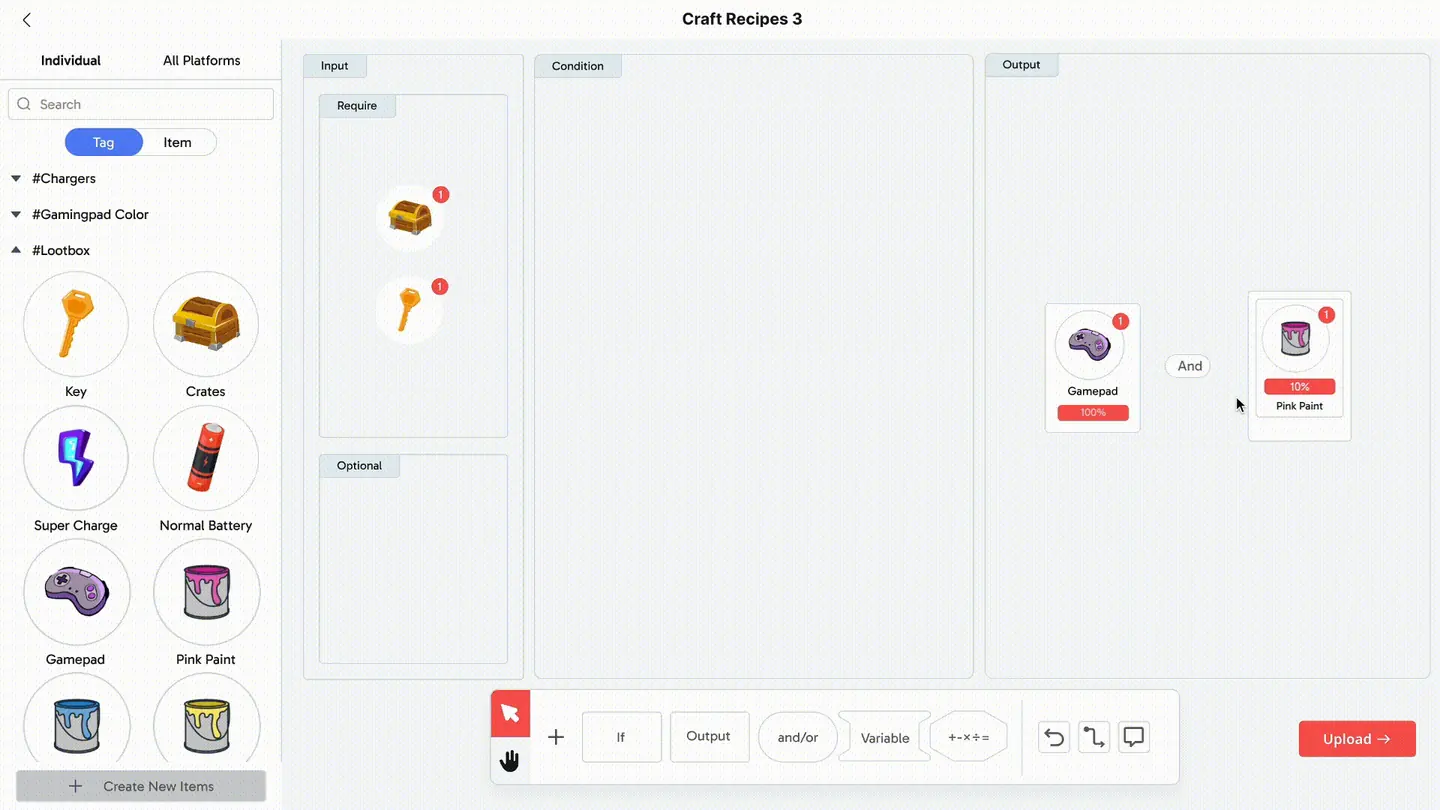 Craft Recipes 3
Individual
All Platforms
Search
Tag
Item
#Chargers
#Gamingpad Color
#Lootbox
Key
Crates
Super Charge
Normal Battery
Gamepad
Pink Paint
+ Create New Items
Input
Require
1
1
Optional
Condition
Output
1
Gamepad
100%
And
1
10%
Pink Paint
+
If
Output
and/or
Variable
+-×÷=
Upload →